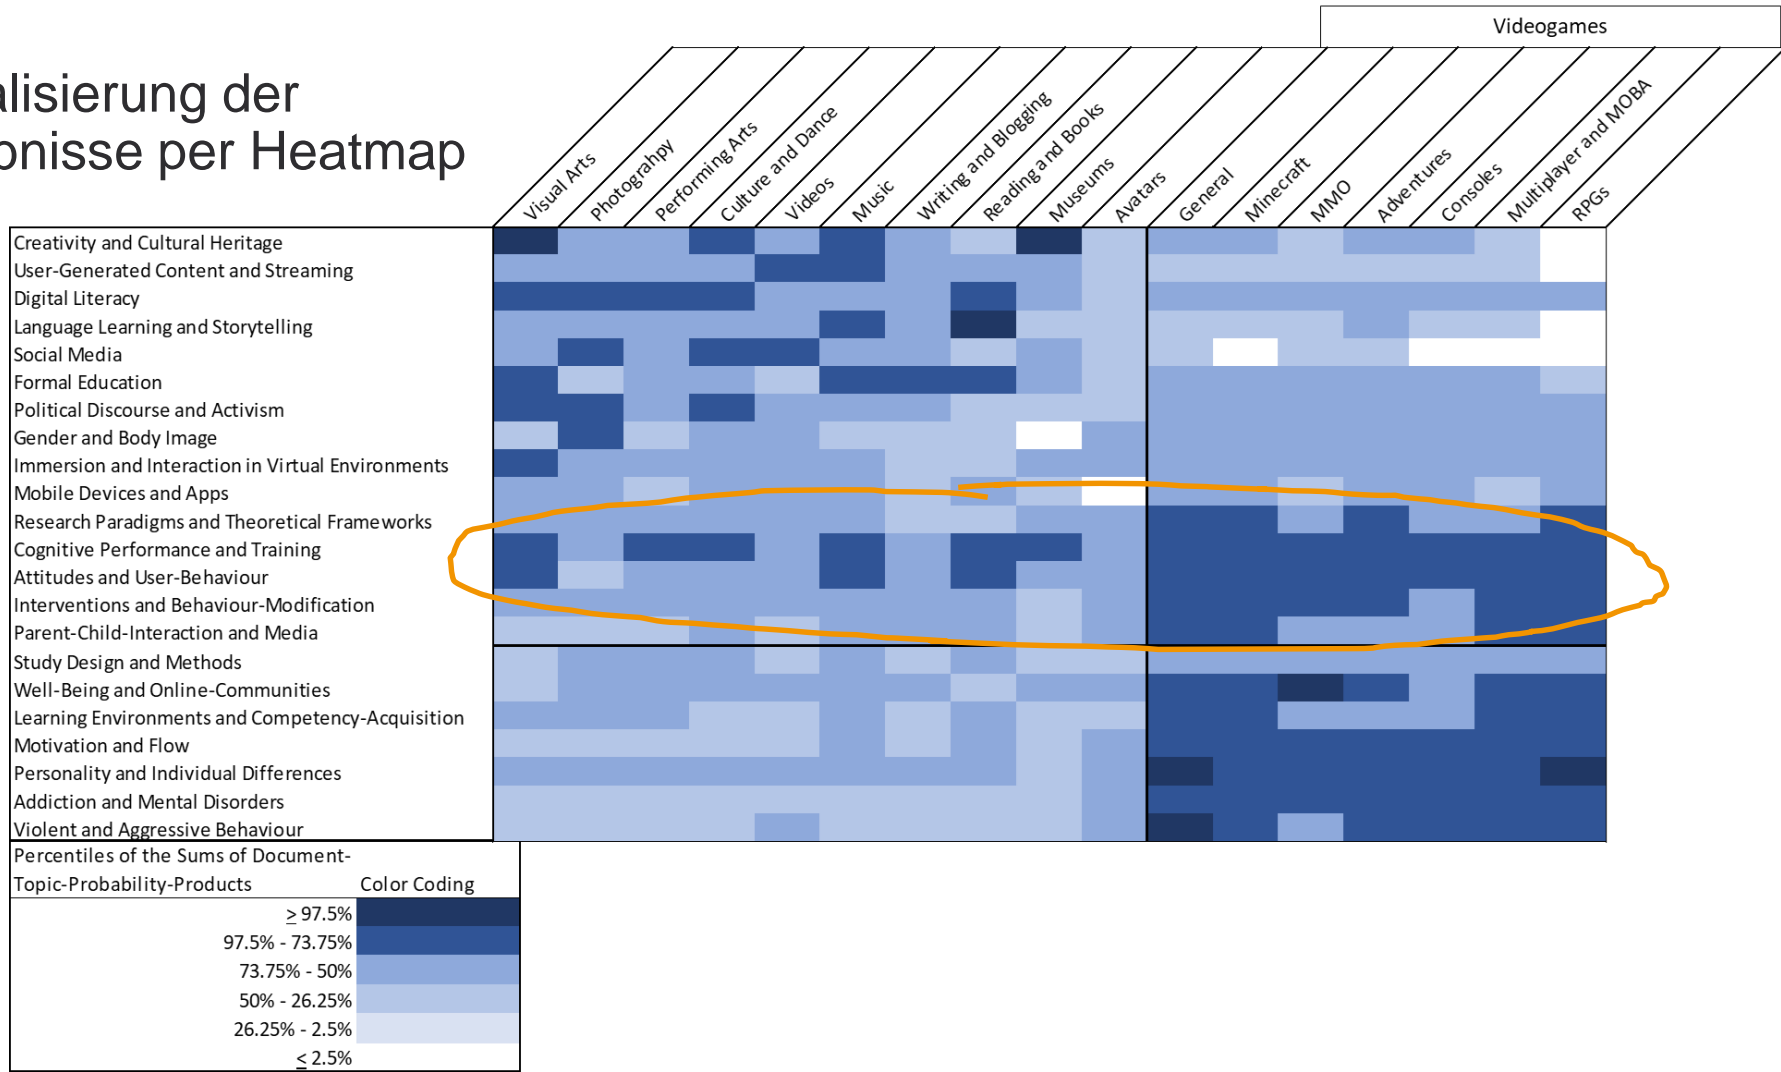 Videogames
alisierung der
bnisse per Heatmap
Visual Arts
Photograhpy
Performing Arts
Culture and Dance
Videos
Music
Writing and Blogging
Reading and Books
Museums
Avatars
General
Minecraft
MMO
Adventures
Consoles
Multiplayer and MOBA
RPGs
Creativity and Cultural Heritage
User-Generated Content and Streaming
Digital Literacy
Language Learning and Storytelling
Social Media
Formal Education
Political Discourse and Activism
Gender and Body Image
Immersion and Interaction in Virtual Environments
Mobile Devices and Apps
Research Paradigms and Theoretical Frameworks
Cognitive Performance and Training
Attitudes and User-Behaviour
Interventions and Behaviour-Modification
Parent-Child-Interaction and Media
Study Design and Methods
Well-Being and Online-Communities
Learning Environments and Competency-Acquisition
Motivation and Flow
Personality and Individual Differences
Addiction and Mental Disorders
Violent and Aggressive Behaviour
Percentiles of the Sums of Document-
Topic-Probability-Products Color Coding
≥ 97.5%
97.5% - 73.75%
73.75% - 50%
50% - 26.25%
26.25% - 2.5%
≤ 2.5%